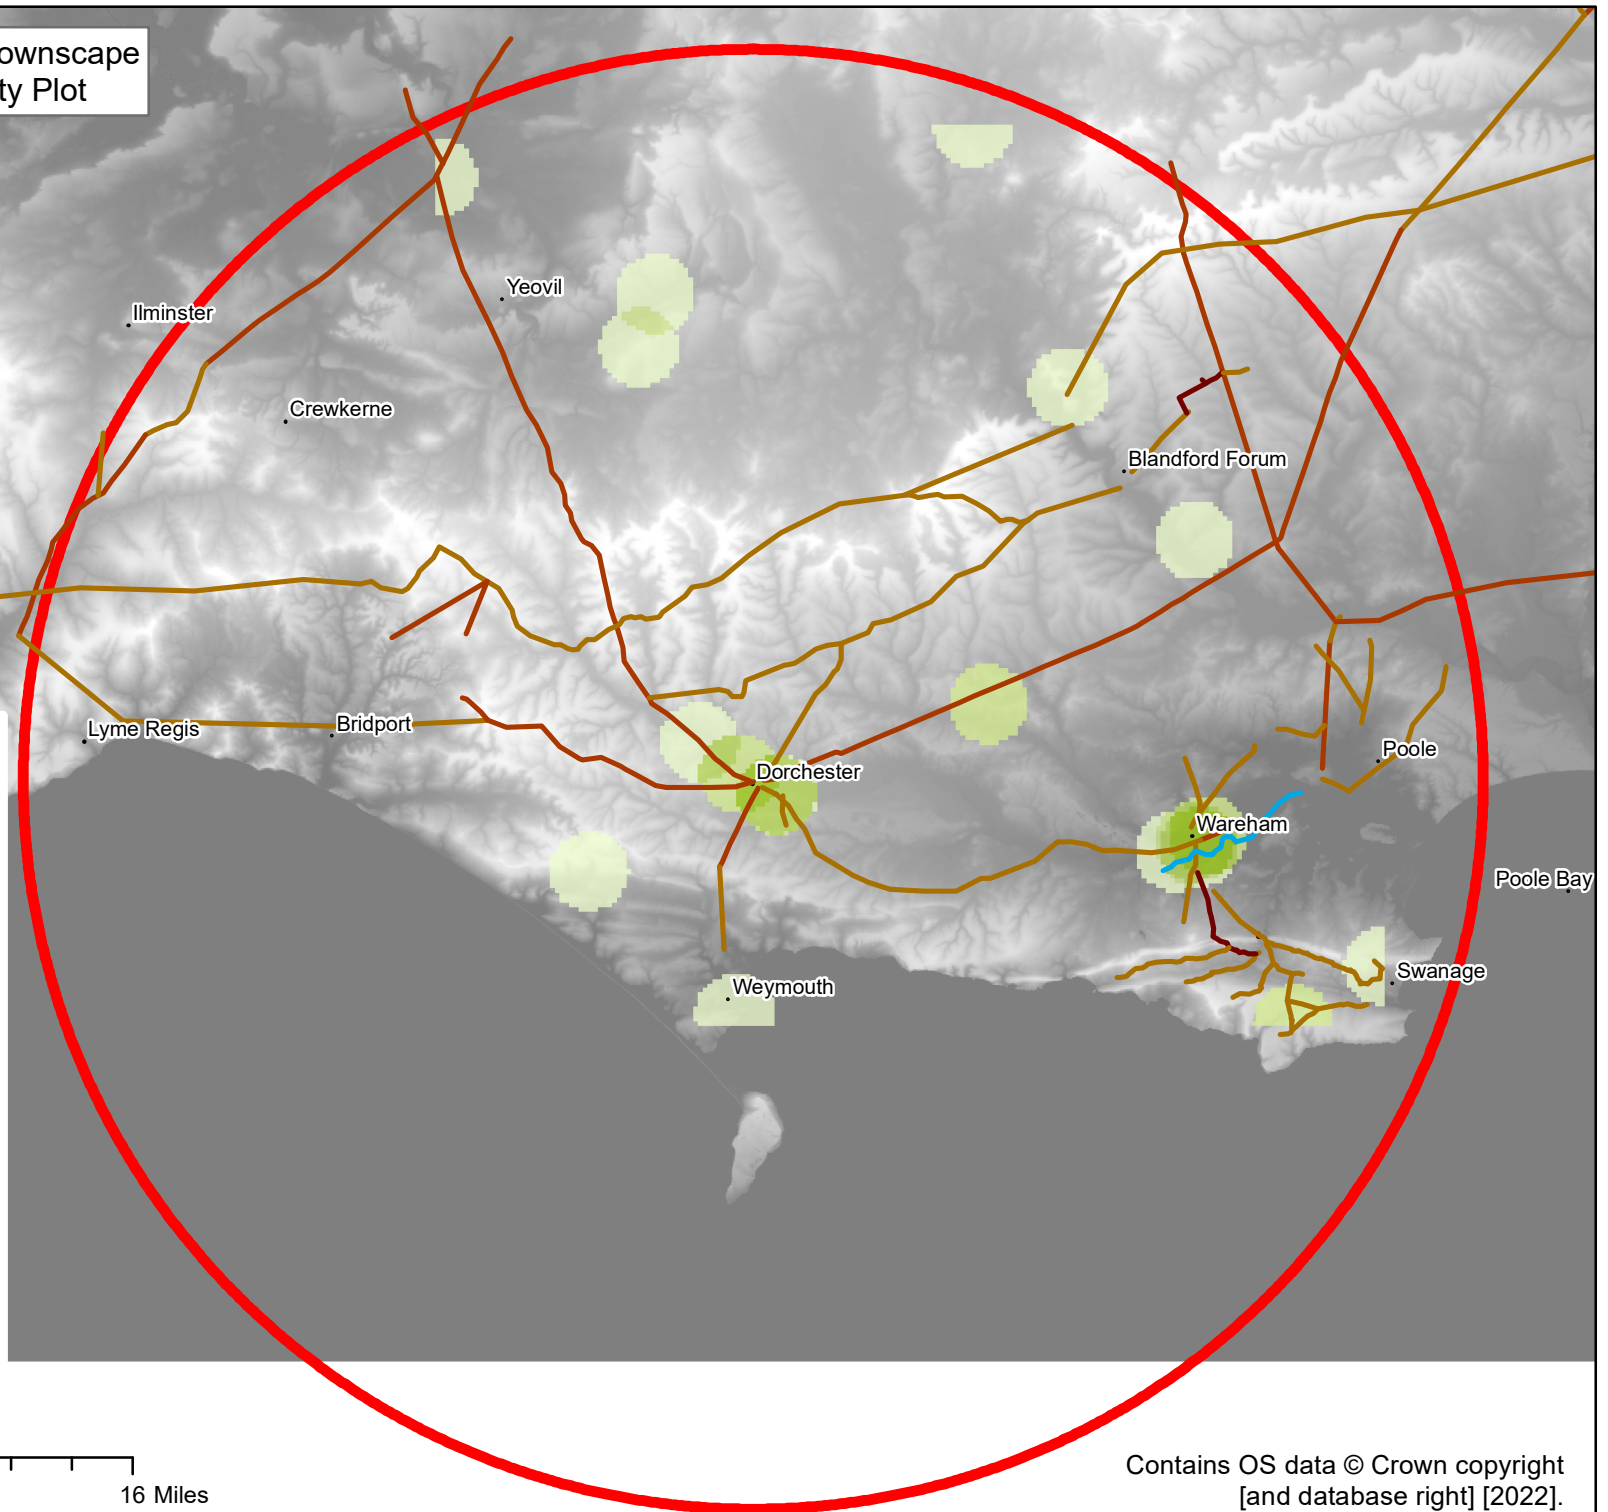 ownscape
ty Plot
Yeovil
Ilminster
Crewkerne
Blandford Forum
Lyme Regis
Bridport
Poole
Dorchester
Wareham
Poole Bay
Swanage
Weymouth
Contains OS data © Crown copyright
[and database right] [2022].
16 Miles